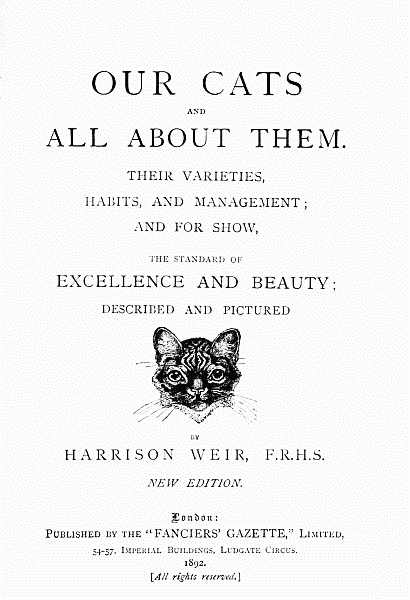 OUR CATS
AND
ALL ABOUT THEM.
THEIR VARIETIES,
HABITS, AND MANAGEMENT;
AND FOR SHOW,
THE STANDARD OF
EXCELLENCE AND BEAUTY;
DESCRIBED AND PICTURED
BY
HARRISON WEIR, F.R.H.S.
NEW EDITION.
London:
PUBLISHED BY THE "FANCIERS' GAZETTE," LIMITED,
54-57, IMPERIAL BUILDINGS, LUDGATE CIRCUS.
1892.
[All rights reserved.]